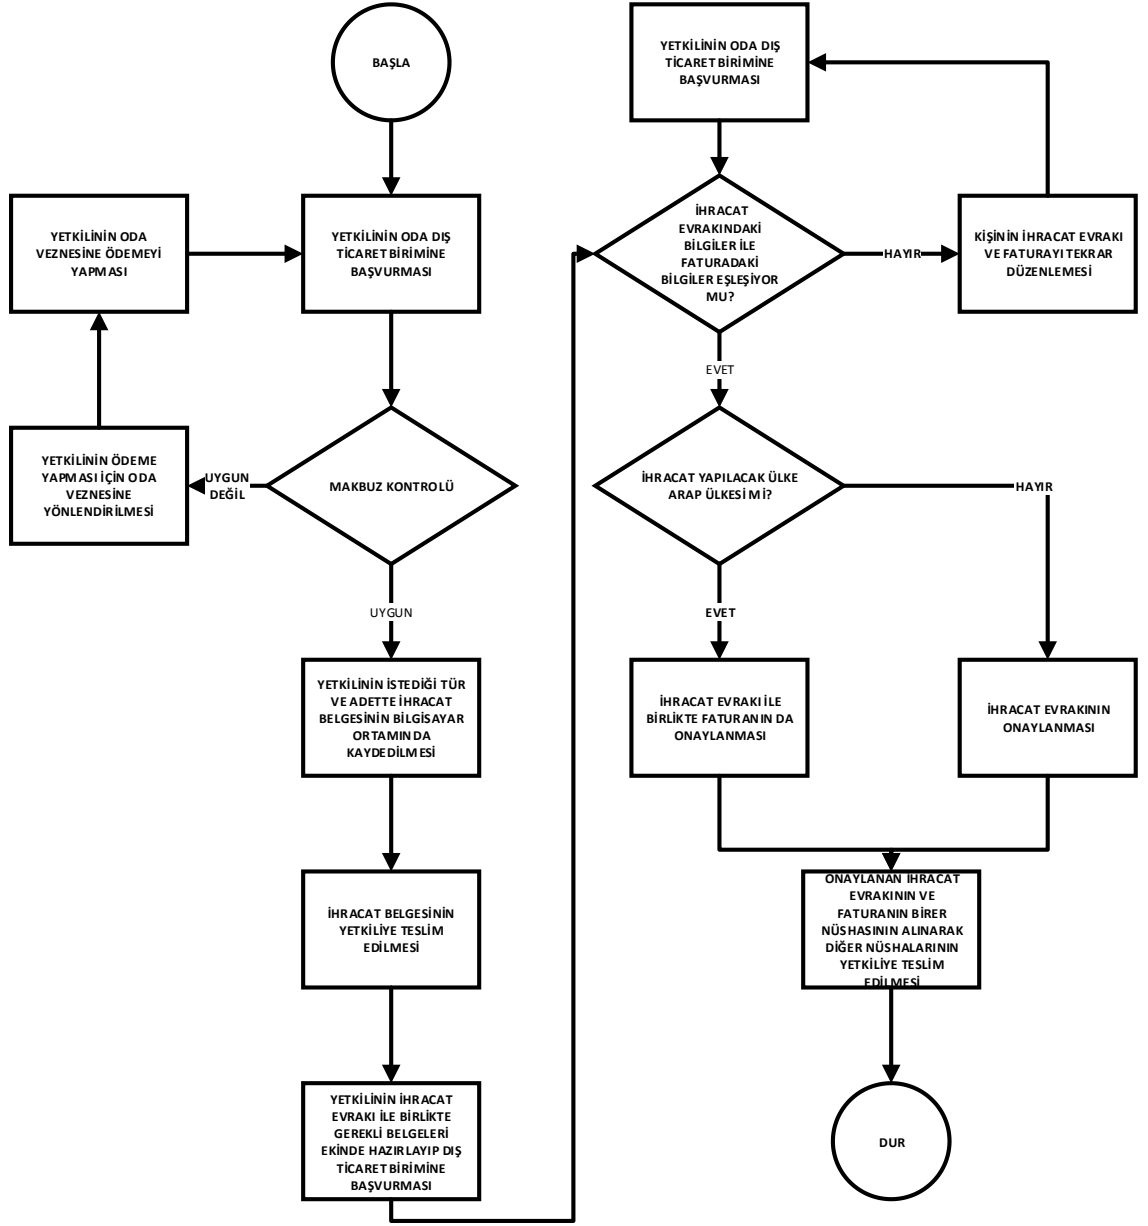 BAŞLA
YETKİLİNİN ODA
VEZNESİNE ÖDEMEYİ
YAPMASI
YETKİLİNİN ODA DIŞ
TİCARET BİRİMİNE
BAŞVURMASI
YETKİLİNİN ÖDEME
YAPMASI İÇİN ODA
VEZNESİNE
YÖNLENDİRİLMESİ
UYGUN
DEĞİL
MAKBUZ KONTROLÜ
UYGUN
YETKİLİNİN İSTEDİĞİ TÜR
VE ADETTE İHRACAT
BELGESİNİN BİLGİSAYAR
ORTAMINDA
KAYDEDİLMESİ
İHRACAT BELGESİNİN
YETKİLİYE TESLİM
EDİLMESİ
YETKİLİNİN İHRACAT
EVRAKI İLE BİRLİKTE
GEREKLİ BELGELERİ
EKİNDE HAZIRLAYIP DIŞ
TİCARET BİRİMİNE
BAŞVURMASI
YETKİLİNİN ODA DIŞ
TİCARET BİRİMİNE
BAŞVURMASI
İHRACAT
EVRAKINDAKİ
BİLGİLER İLE
FATURADAKİ
BİLGİLER EŞLEŞİYOR
MU?
HAYIR
KİŞİNİN İHRACAT EVRAKI
VE FATURAYI TEKRAR
DÜZENLEMESİ
EVET
İHRACAT YAPILACAK ÜLKE
ARAP ÜLKESİ Mİ?
HAYIR
EVET
İHRACAT EVRAKI İLE
BİRLİKTE FATURANIN DA
ONAYLANMASI
İHRACAT EVRAKININ
ONAYLANMASI
ONAYLANAN İHRACAT
EVRAKININ VE
FATURANIN BİRER
NÜSHASININ ALINARAK
DİĞER NÜSHALARININ
YETKİLİYE TESLİM
EDİLMESİ
DUR